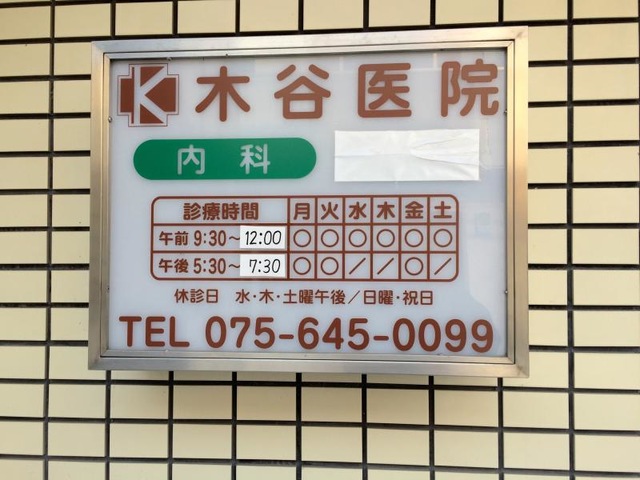 K 木谷医院
内科
診療時間 月 火 水 木 金 土
午前 9:30～12:00 ○ ○ ○ ○ ○ ○
午後 5:30～7:30 ○ ○ ／ ／ ○ ／
休診日 水・木・土曜午後／日曜・祝日
TEL 075-645-0099